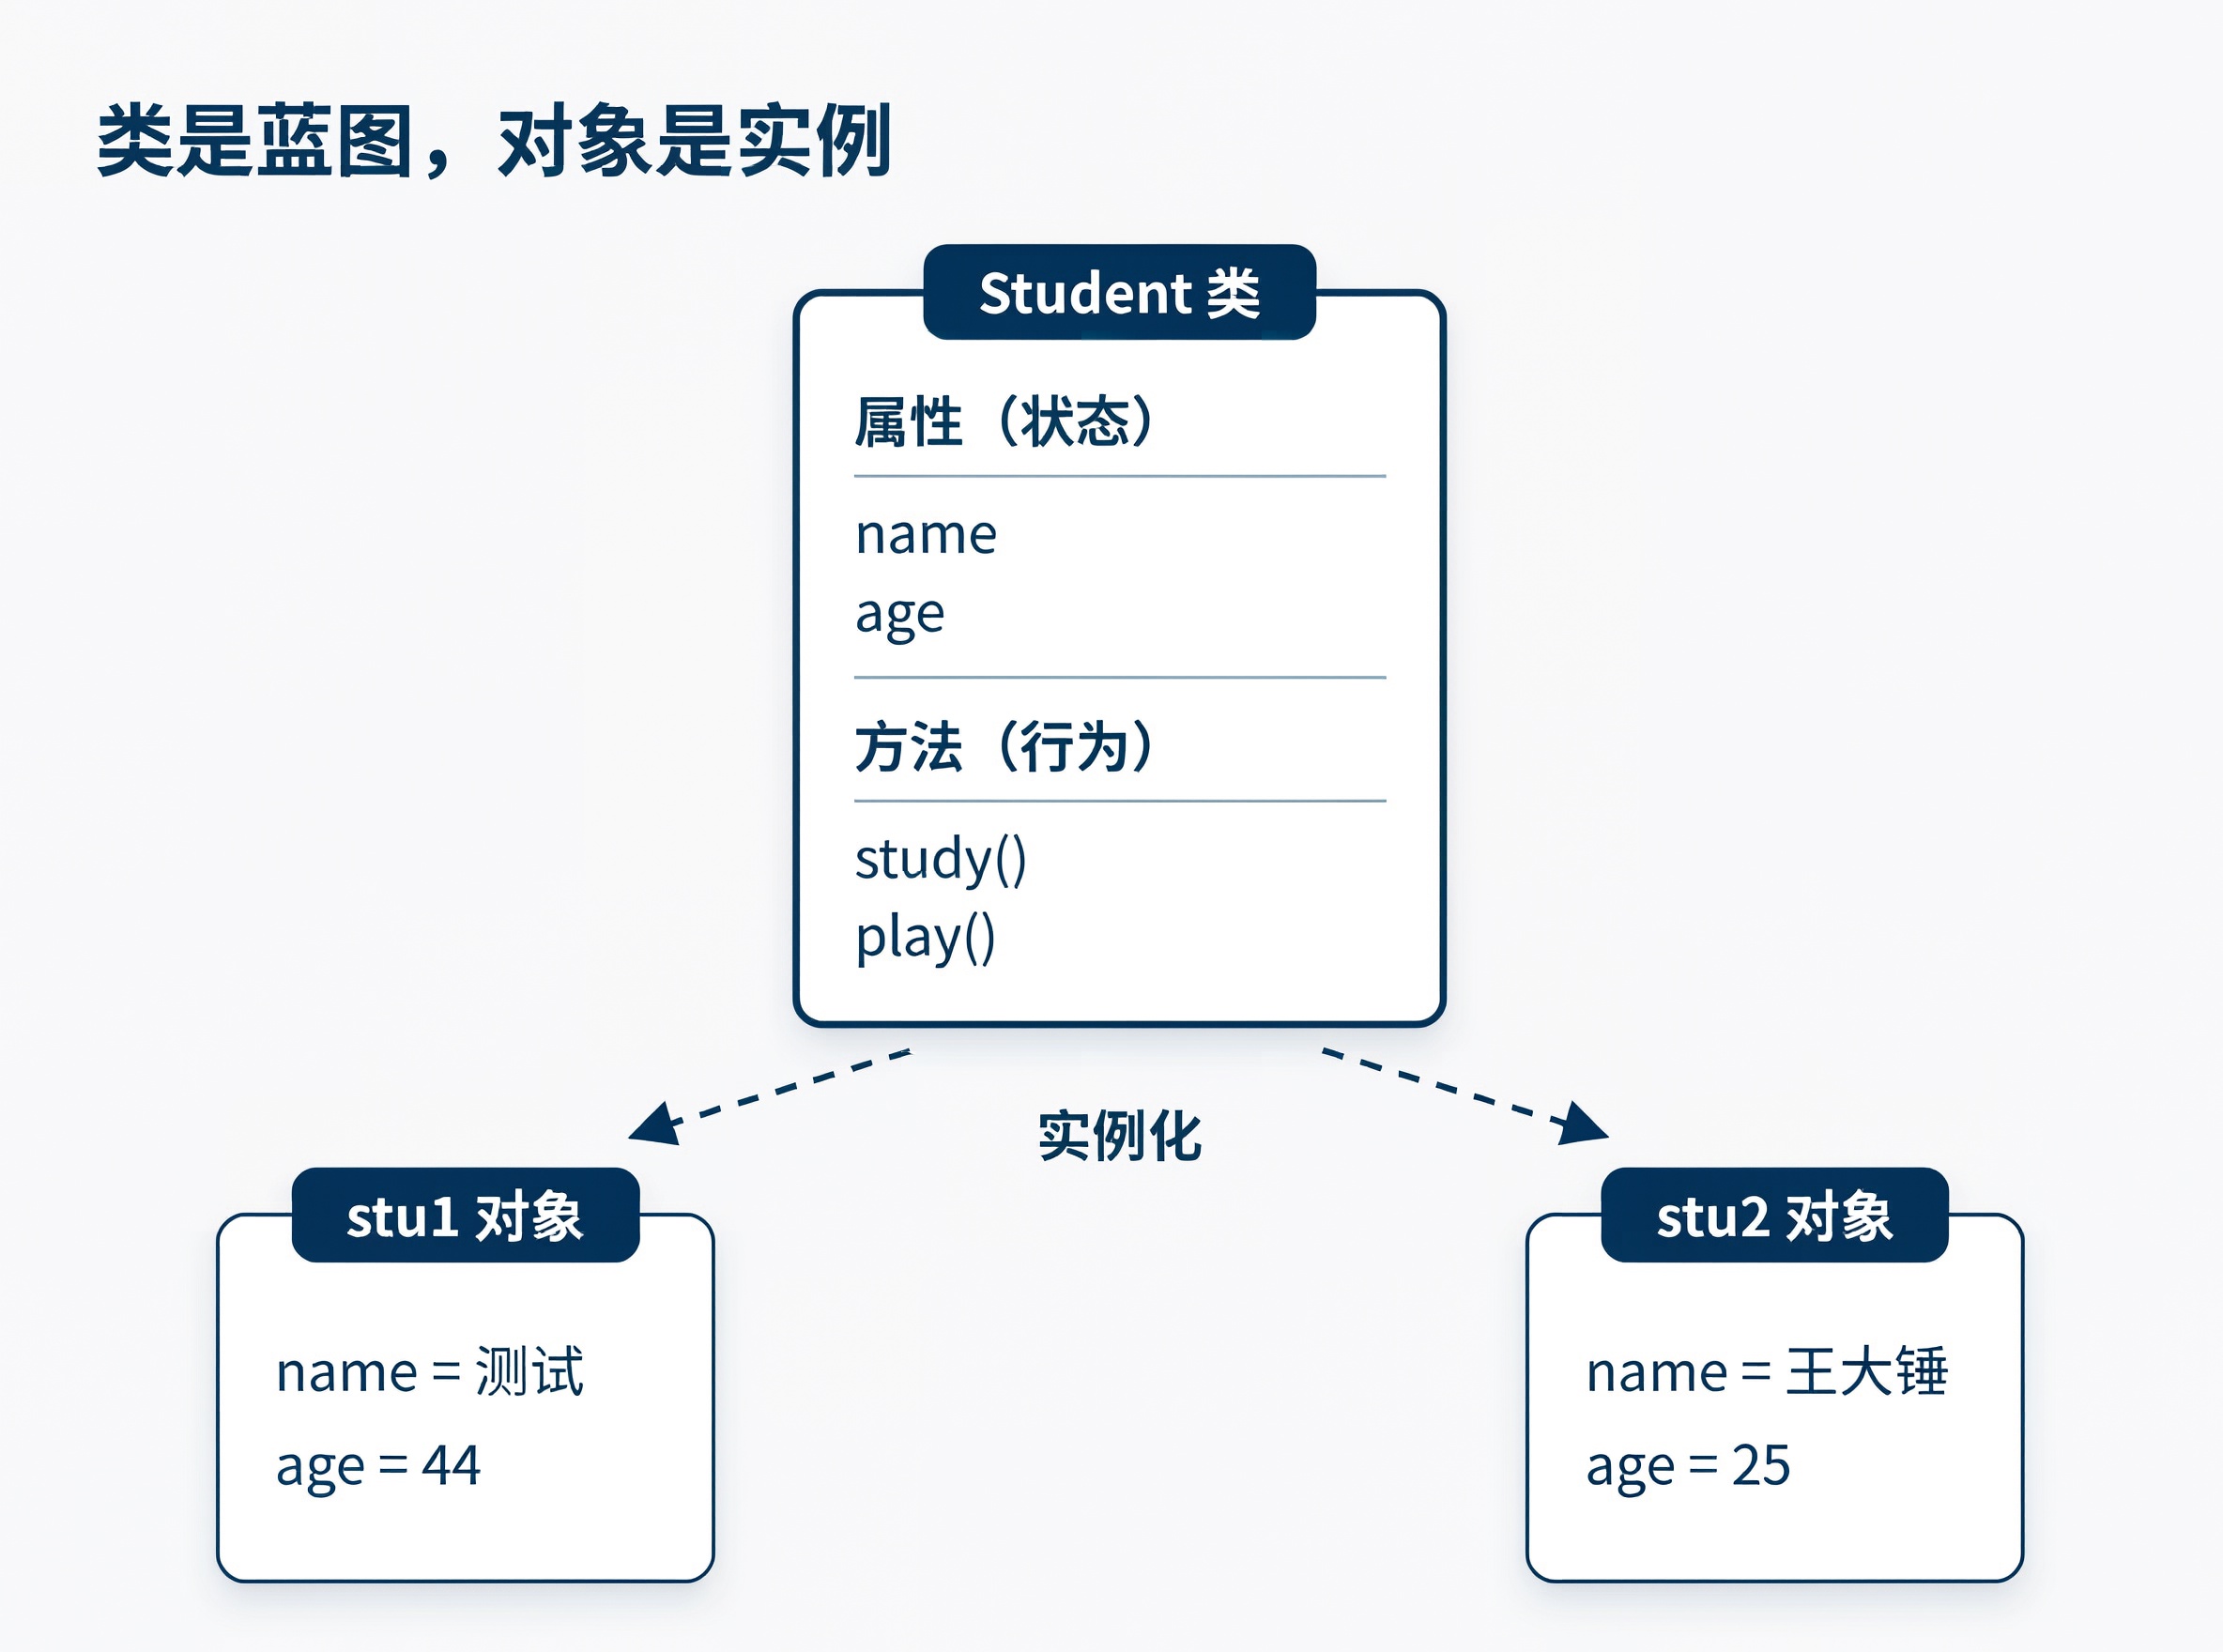 类是蓝图，对象是实例
Student 类
属性（状态）
name
age
方法（行为）
study()
play()
实例化
stu1 对象
name = 测试
age = 44
stu2 对象
name = 王大锤
age = 25